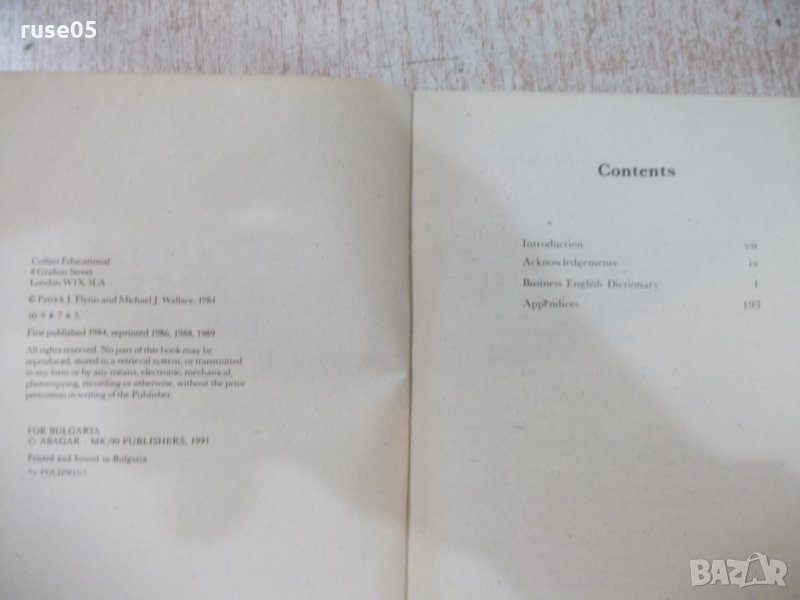 ruse05
Collins Educational
8 Grafton Street
London W1X 3LA
© Patrick J. Flynn and Michael J. Wallace, 1984
10 9 8 7 6 5
First published 1984, reprinted 1986, 1988, 1989
All rights reserved. No part of this book may be
reproduced, stored in a retrieval system, or transmitted
in any form or by any means, electronic, mechanical,
photocopying, recording or otherwise, without the prior
permission in writing of the Publisher.
FOR BULGARIA
© ABAGAR - MK/90 PUBLISHERS, 1991
Printed and bound in Bulgaria
by POLIPRINT
Contents
Introduction vii
Acknowledgements ix
Business English Dictionary 1
Appendices 193
BAZAR